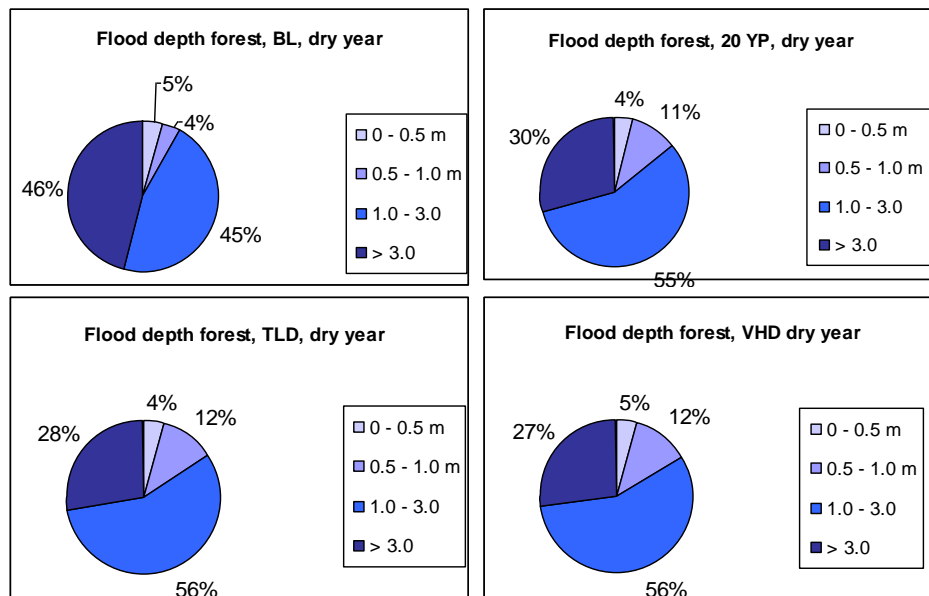 Flood depth forest, BL, dry year
5%
4%
46%
45%
0 - 0.5 m
0.5 - 1.0 m
1.0 - 3.0
> 3.0
Flood depth forest, 20 YP, dry year
4%
11%
30%
55%
0 - 0.5 m
0.5 - 1.0 m
1.0 - 3.0
> 3.0
Flood depth forest, TLD, dry year
4%
12%
28%
56%
0 - 0.5 m
0.5 - 1.0 m
1.0 - 3.0
> 3.0
Flood depth forest, VHD dry year
5%
12%
27%
56%
0 - 0.5 m
0.5 - 1.0 m
1.0 - 3.0
> 3.0